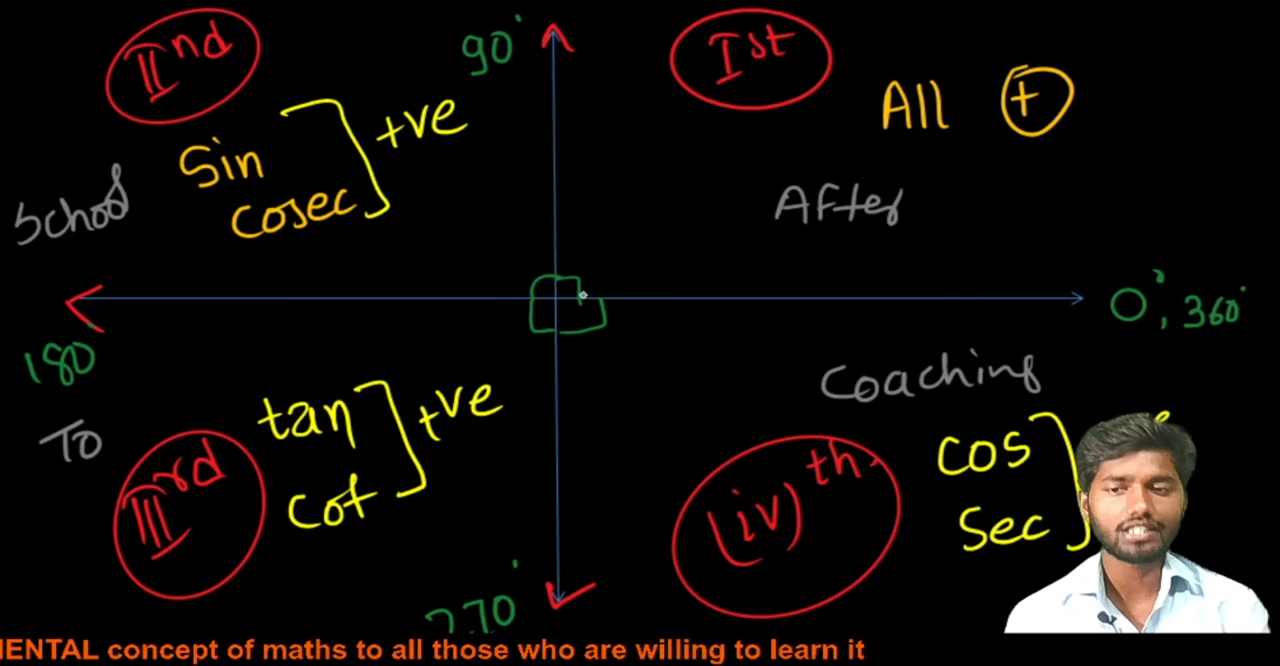 IInd
90°
Ist
All +
Sin
+ve
School
cosec
After
0°, 360°
180
To
tan
+ve
cot
IIIrd
Coaching
cos
sec
(iv)th
270°
MENTAL concept of maths to all those who are willing to learn it